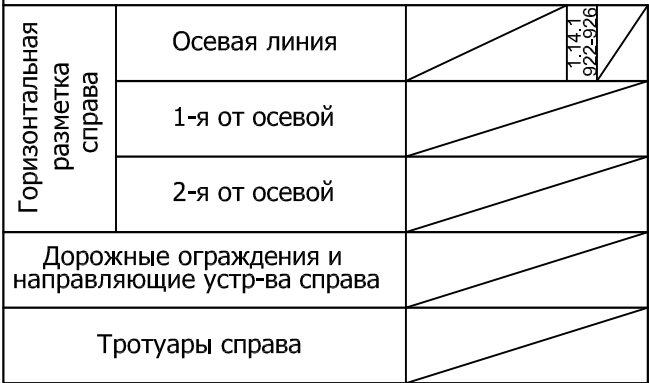 Горизонтальная
разметка
справа
Осевая линия
1.14.1
922-926
1-я от осевой
2-я от осевой
Дорожные ограждения и
направляющие устр-ва справа
Тротуары справа